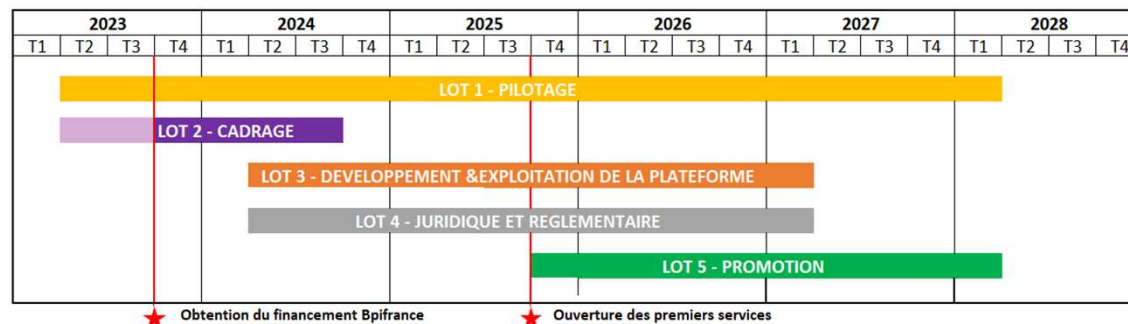 2023 2024 2025 2026 2027 2028
T1 T2 T3 T4 T1 T2 T3 T4 T1 T2 T3 T4 T1 T2 T3 T4 T1 T2 T3 T4 T1 T2 T3 T4
LOT 1 - PILOTAGE
LOT 2 - CADRAGE
LOT 3 - DEVELOPPEMENT &EXPLOITATION DE LA PLATEFORME
LOT 4 - JURIDIQUE ET REGLEMENTAIRE
LOT 5 - PROMOTION
Obtention du financement Bpifrance Ouverture des premiers services